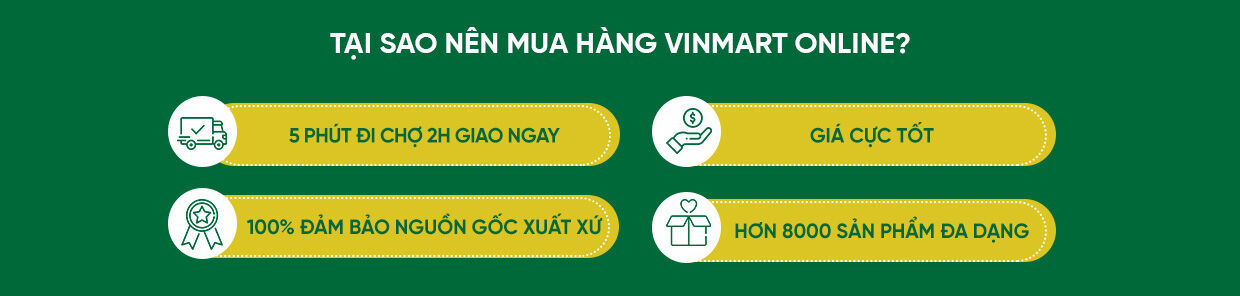 TẠI SAO NÊN MUA HÀNG VINMART ONLINE?
5 PHÚT ĐI CHỢ 2H GIAO NGAY
GIÁ CỰC TỐT
100% ĐẢM BẢO NGUỒN GỐC XUẤT XỨ
HƠN 8000 SẢN PHẨM ĐA DẠNG